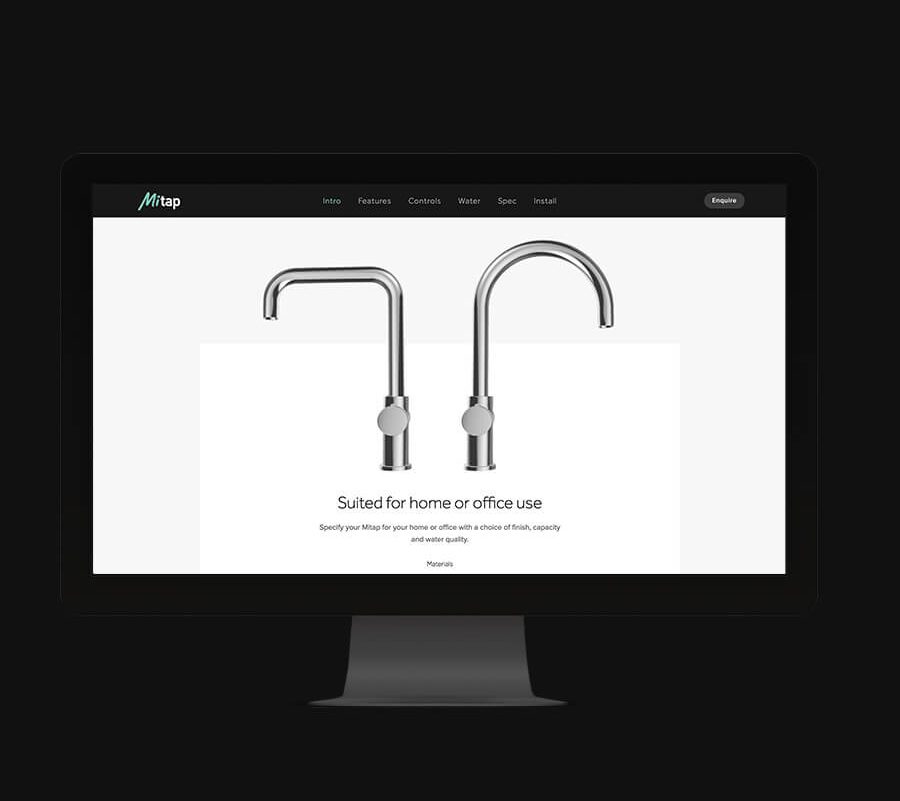 Mitap
Intro Features Controls Water Spec Install
Enquire
Suited for home or office use
Specify your Mitap for your home or office with a choice of finish, capacity
and water quality.
Materials